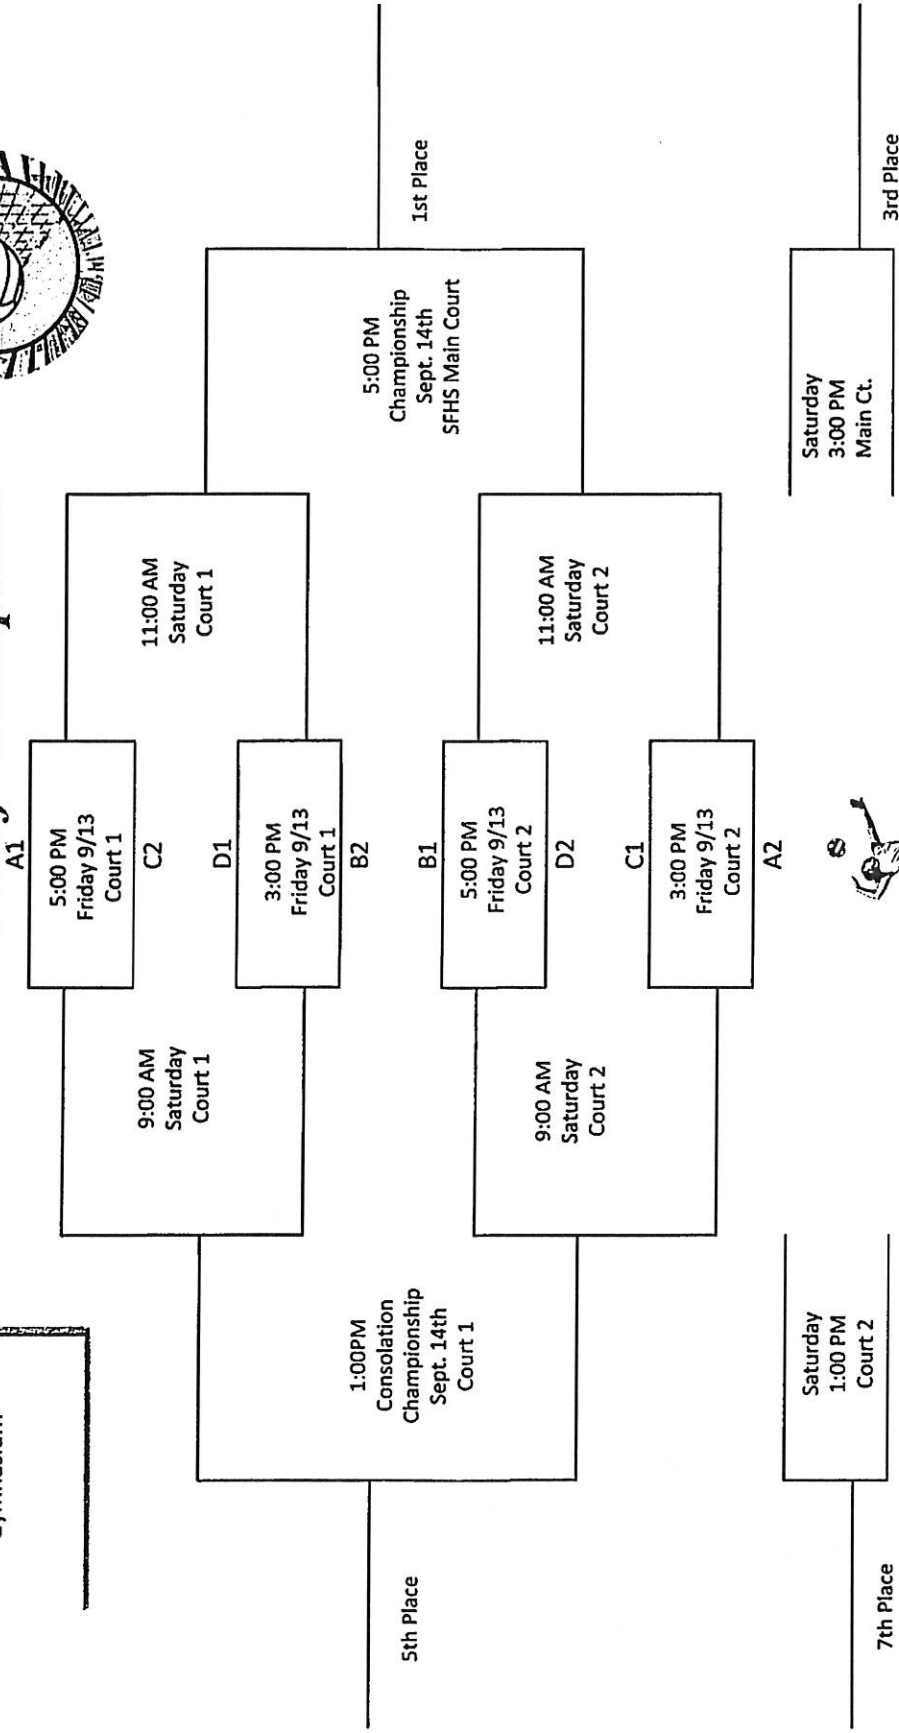 A1
5:00 PM
Friday 9/13
Court 1
C2
D1
3:00 PM
Friday 9/13
Court 1
B2
B1
5:00 PM
Friday 9/13
Court 2
D2
C1
3:00 PM
Friday 9/13
Court 2
A2
11:00 AM
Saturday
Court 1
11:00 AM
Saturday
Court 2
5:00 PM
Championship
Sept. 14th
SFHS Main Court
1st Place
Saturday
3:00 PM
Main Ct.
3rd Place
9:00 AM
Saturday
Court 1
9:00 AM
Saturday
Court 2
1:00PM
Consolation
Championship
Sept. 14th
Court 1
5th Place
Saturday
1:00 PM
Court 2
7th Place